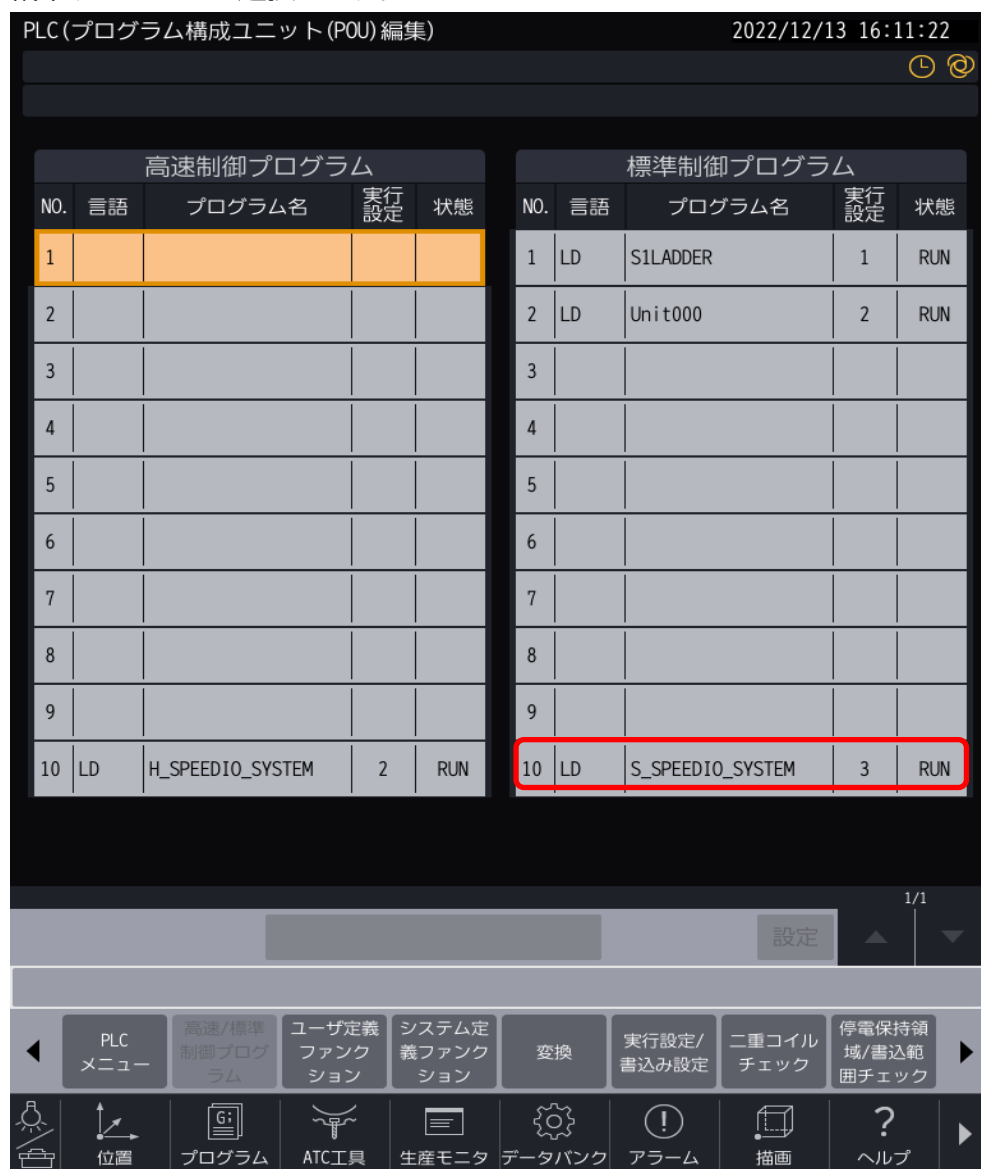 PLC(プログラム構成ユニット(POU)編集) 2022/12/13 16:11:22
高速制御プログラム
NO. 言語 プログラム名 実行設定 状態
1
2
3
4
5
6
7
8
9
10 LD H_SPEEDIO_SYSTEM 2 RUN
標準制御プログラム
NO. 言語 プログラム名 実行設定 状態
1 LD S1LADDER 1 RUN
2 LD Unit000 2 RUN
3
4
5
6
7
8
9
10 LD S_SPEEDIO_SYSTEM 3 RUN
1/1
設定
PLC
メニュー
高速/標準
制御プログ
ラム
ユーザ定義
ファンク
ション
システム定
義ファンク
ション
変換
実行設定/
書込み設定
二重コイル
チェック
停電保持領
域/書込範
囲チェック
位置
プログラム
ATC工具
生産モニタ
データバンク
アラーム
描画
ヘルプ